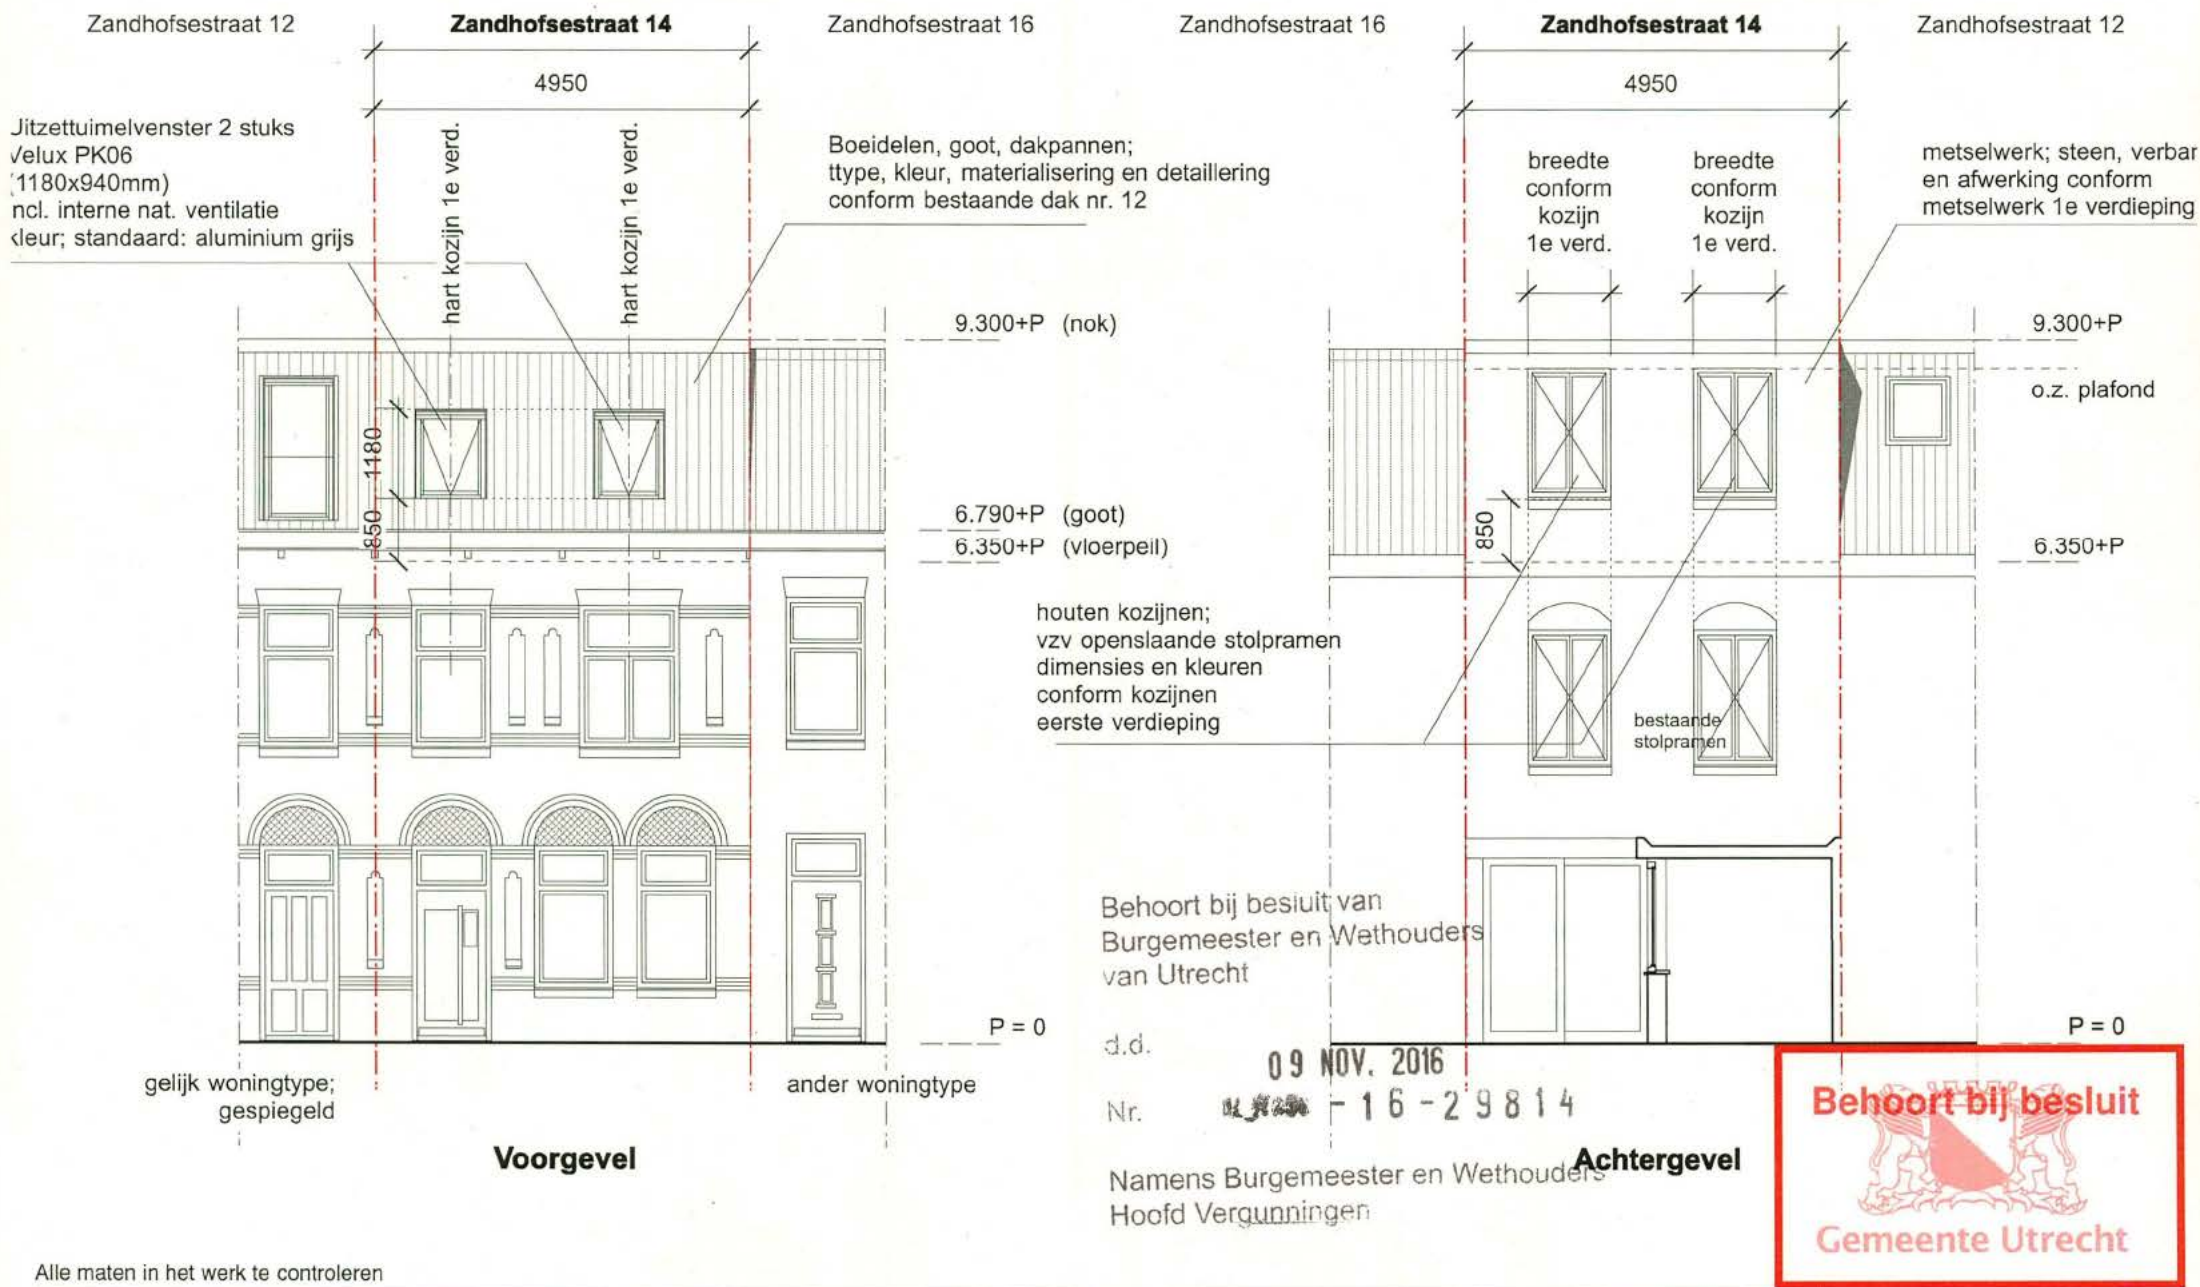 Zandhofsestraat 12
Zandhofsestraat 14
Zandhofsestraat 16
Zandhofsestraat 16
Zandhofsestraat 14
Zandhofsestraat 12
4950
4950
Jitzettuimelvenster 2 stuks
Velux PK06
(1180x940mm)
ncl. interne nat. ventilatie
kleur; standaard: aluminium grijs
hart kozijn 1e verd.
hart kozijn 1e verd.
Boeidelen, goot, dakpannen;
ttype, kleur, materialisering en detaillering
conform bestaande dak nr. 12
breedte
conform
kozijn
1e verd.
breedte
conform
kozijn
1e verd.
metselwerk; steen, verbar
en afwerking conform
metselwerk 1e verdieping
9.300+P (nok)
9.300+P
o.z. plafond
1180
850
6.790+P (goot)
6.350+P (vloerpeil)
850
6.350+P
houten kozijnen;
vzv openslaande stolpramen
dimensies en kleuren
conform kozijnen
eerste verdieping
bestaande
stolpramen
P = 0
P = 0
gelijk woningtype;
gespiegeld
ander woningtype
Voorgevel
Behoort bij besluit van
Burgemeester en Wethouders
van Utrecht
d.d.
09 NOV. 2016
Nr.
-16-29814
Namens Burgemeester en Wethouders
Hoofd Vergunningen
Achtergevel
Behoort bij besluit
Gemeente Utrecht
Alle maten in het werk te controleren